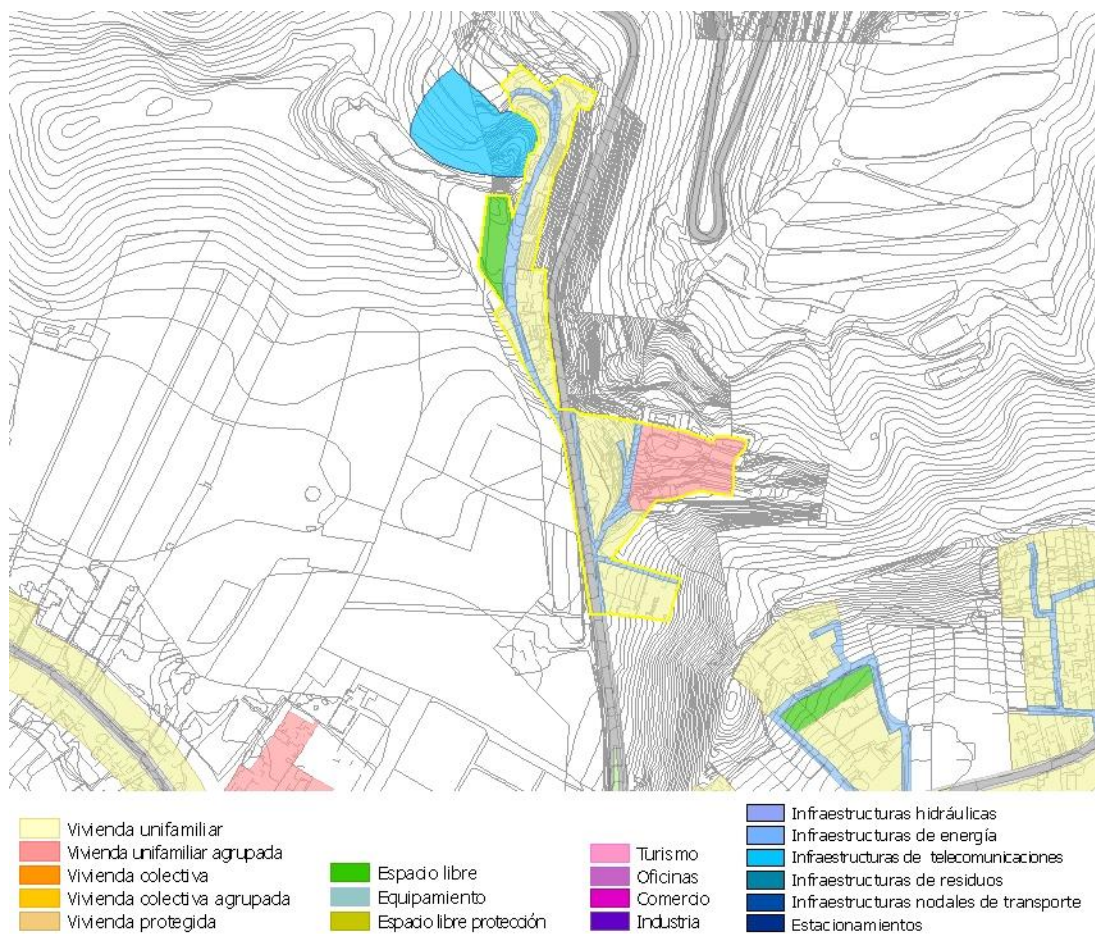 Vivienda unifamiliar
Vivienda unifamiliar agrupada
Vivienda colectiva
Vivienda colectiva agrupada
Vivienda protegida
Espacio libre
Equipamiento
Espacio libre protección
Turismo
Oficinas
Comercio
Industria
Infraestructuras hidráulicas
Infraestructuras de energía
Infraestructuras de telecomunicaciones
Infraestructuras de residuos
Infraestructuras nodales de transporte
Estacionamientos